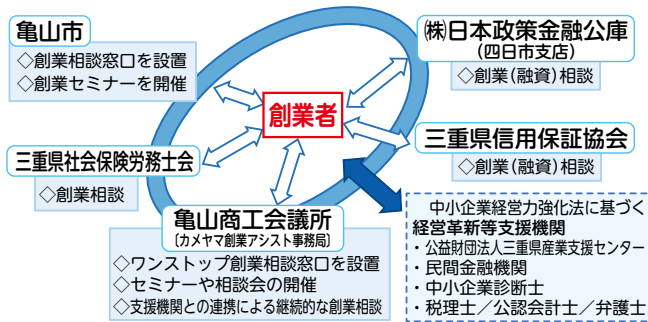 亀山市
◇創業相談窓口を設置
◇創業セミナーを開催
㈱日本政策金融公庫
(四日市支店)
◇創業(融資)相談
創業者
三重県社会保険労務士会
◇創業相談
三重県信用保証協会
◇創業(融資)相談
亀山商工会議所
〔カメヤマ創業アシスト事務局〕
◇ワンストップ創業相談窓口を設置
◇セミナーや相談会の開催
◇支援機関との連携による継続的な創業相談
中小企業経営力強化法に基づく
経営革新等支援機関
・公益財団法人三重県産業支援センター
・民間金融機関
・中小企業診断士
・税理士／公認会計士／弁護士